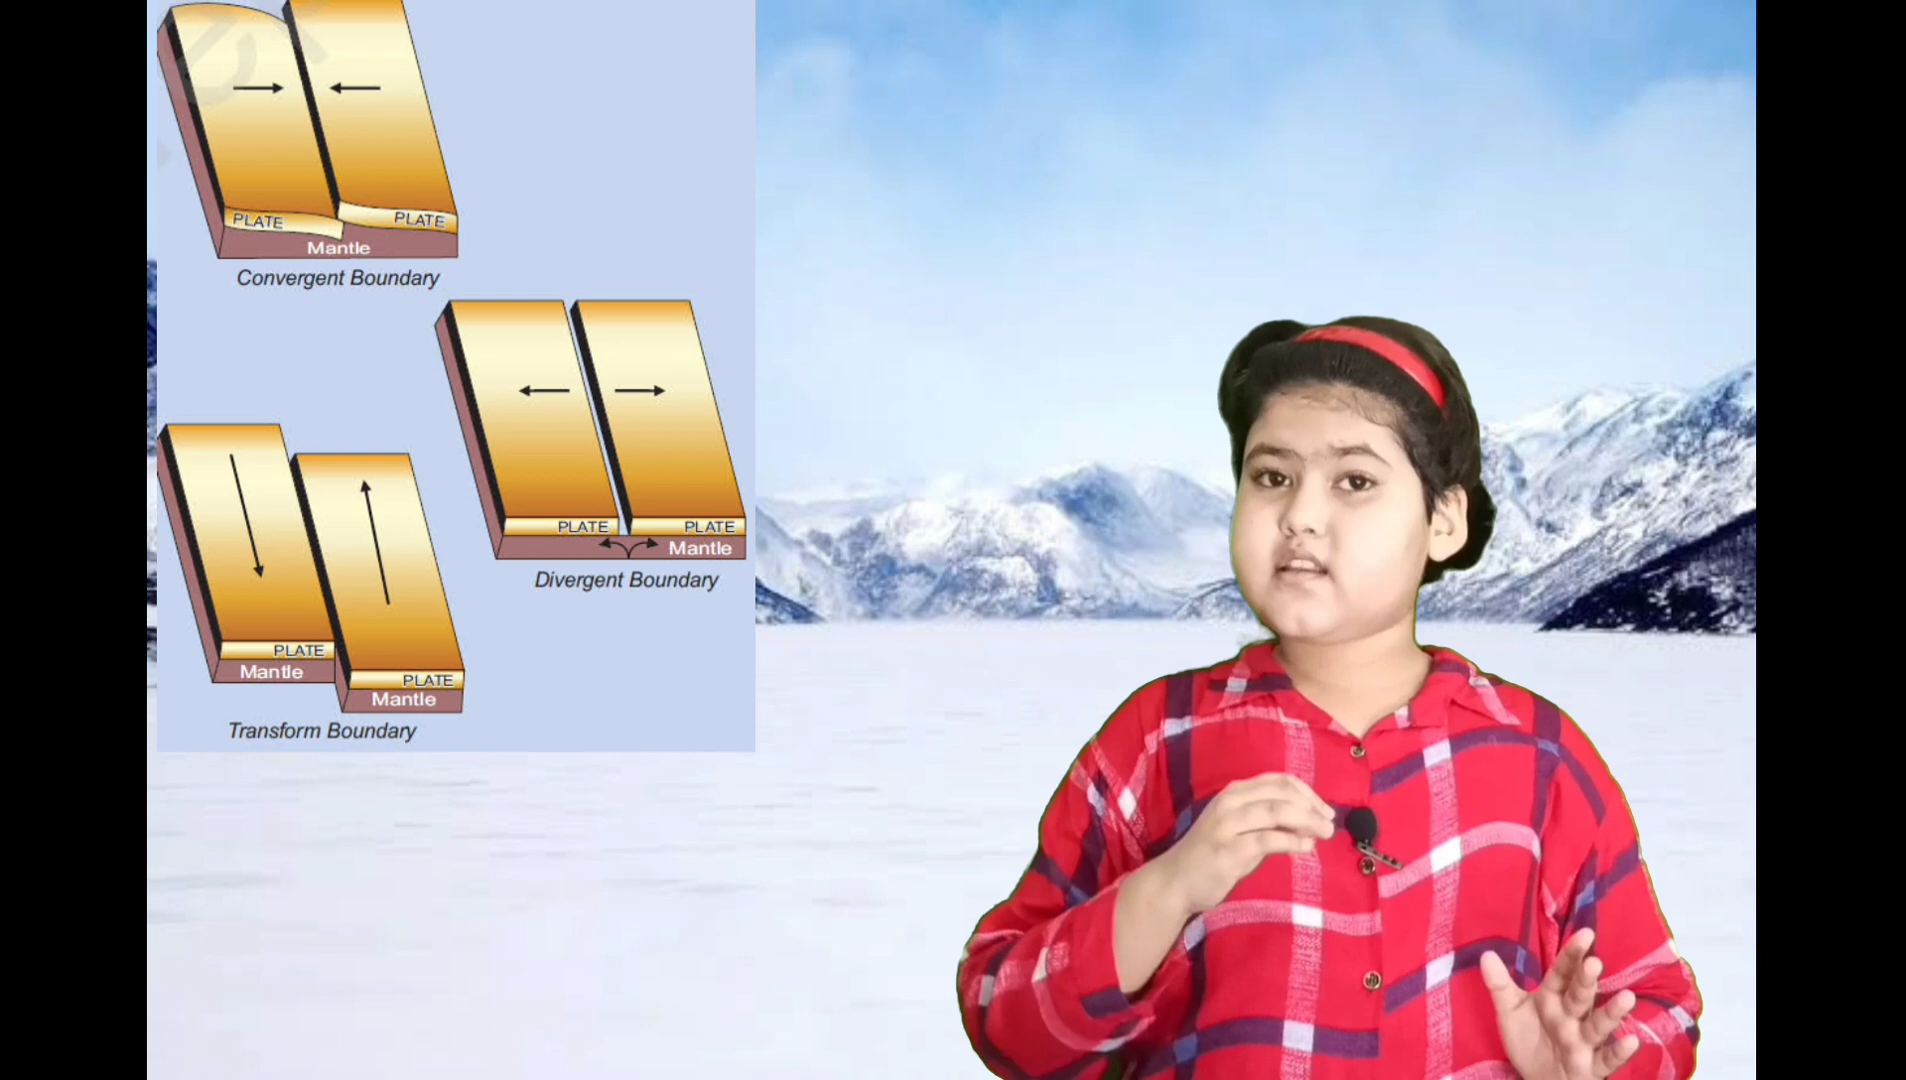 PLATE
PLATE
Mantle
Convergent Boundary
PLATE
PLATE
Mantle
Divergent Boundary
PLATE
Mantle
PLATE
Mantle
Transform Boundary